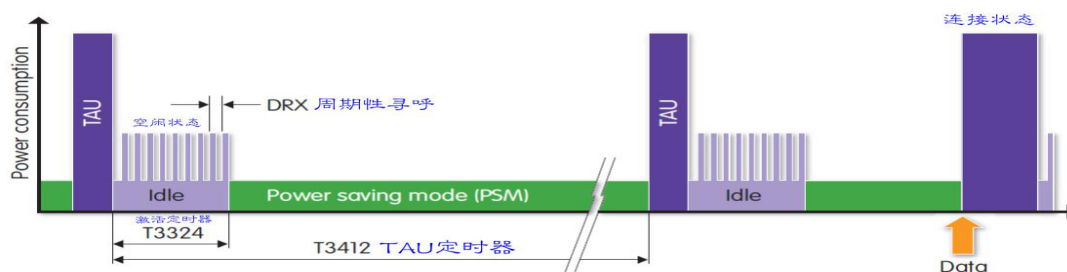 连接状态
Power consumption
TAU
DRX 周期性寻呼
空闲状态
Idle
Power saving mode (PSM)
激活定时器
T3324
T3412 TAU定时器
TAU
Idle
Data